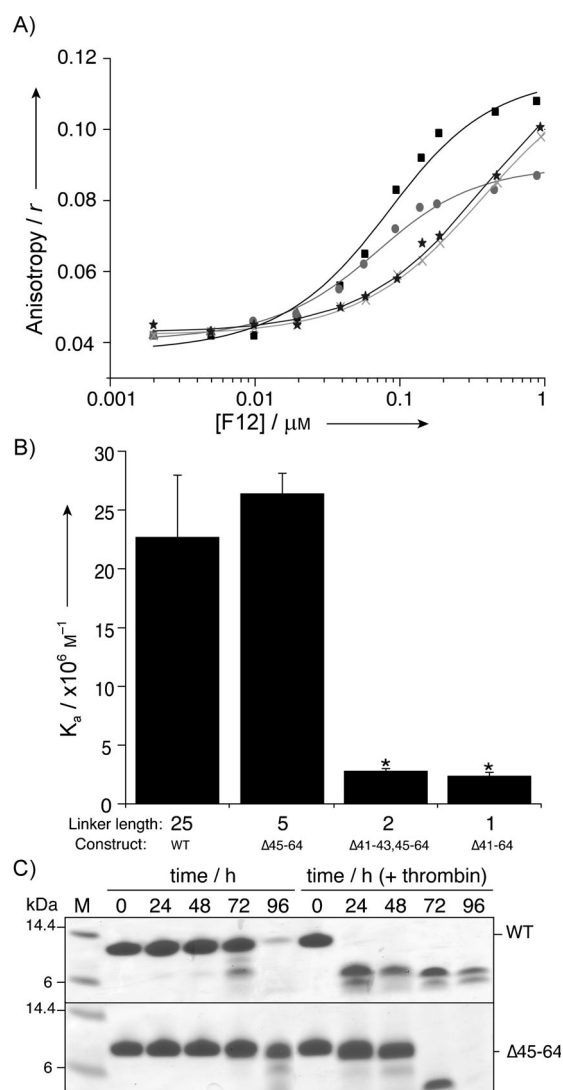 A)
0.12
0.10
0.08
0.06
0.04
Anisotropy / r
0.001 0.01 0.1 1
[F12] / μM
B)
30
25
20
15
10
5
0
Ka / x10⁶ M⁻¹
* *
Linker length: 25 5 2 1
Construct: WT Δ45-64 Δ41-43,45-64 Δ41-64
C)
time / h time / h (+ thrombin)
kDa M 0 24 48 72 96 0 24 48 72 96
14.4
WT
6
14.4
Δ45-64
6